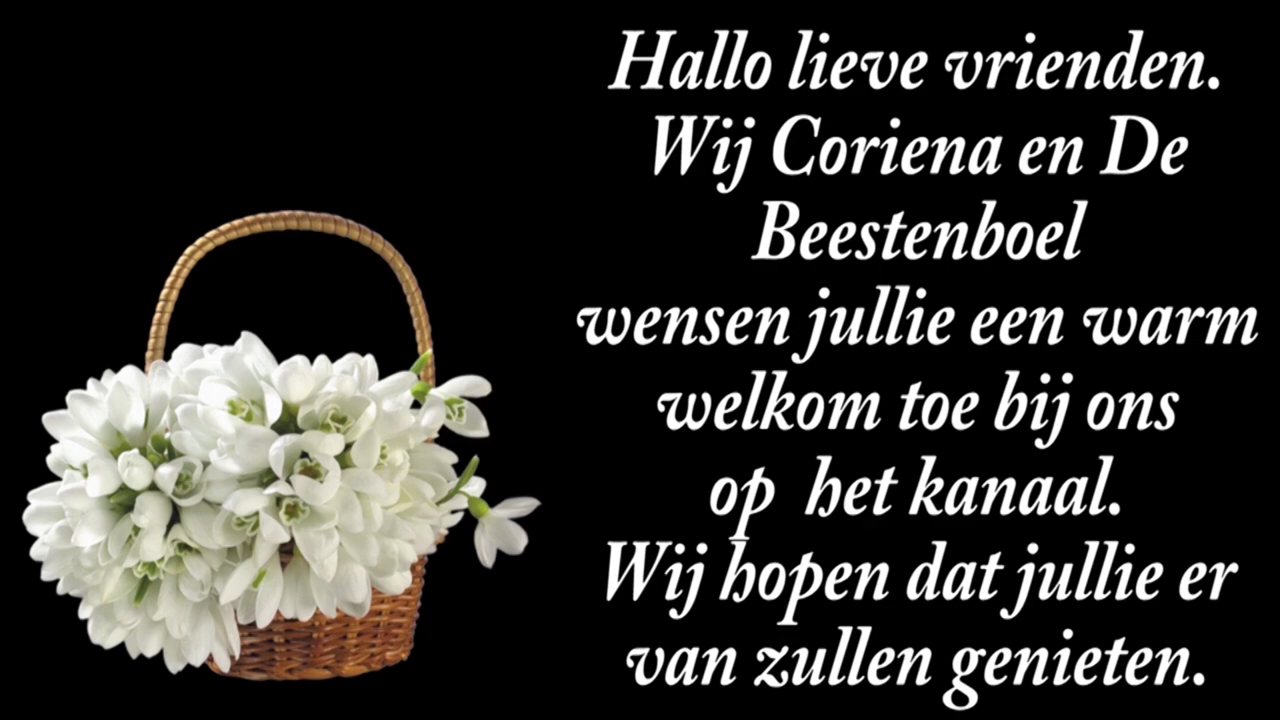 Hallo lieve vrienden.
Wij Coriena en De
Beestenboel
wensen jullie een warm
welkom toe bij ons
op het kanaal.
Wij hopen dat jullie er
van zullen genieten.